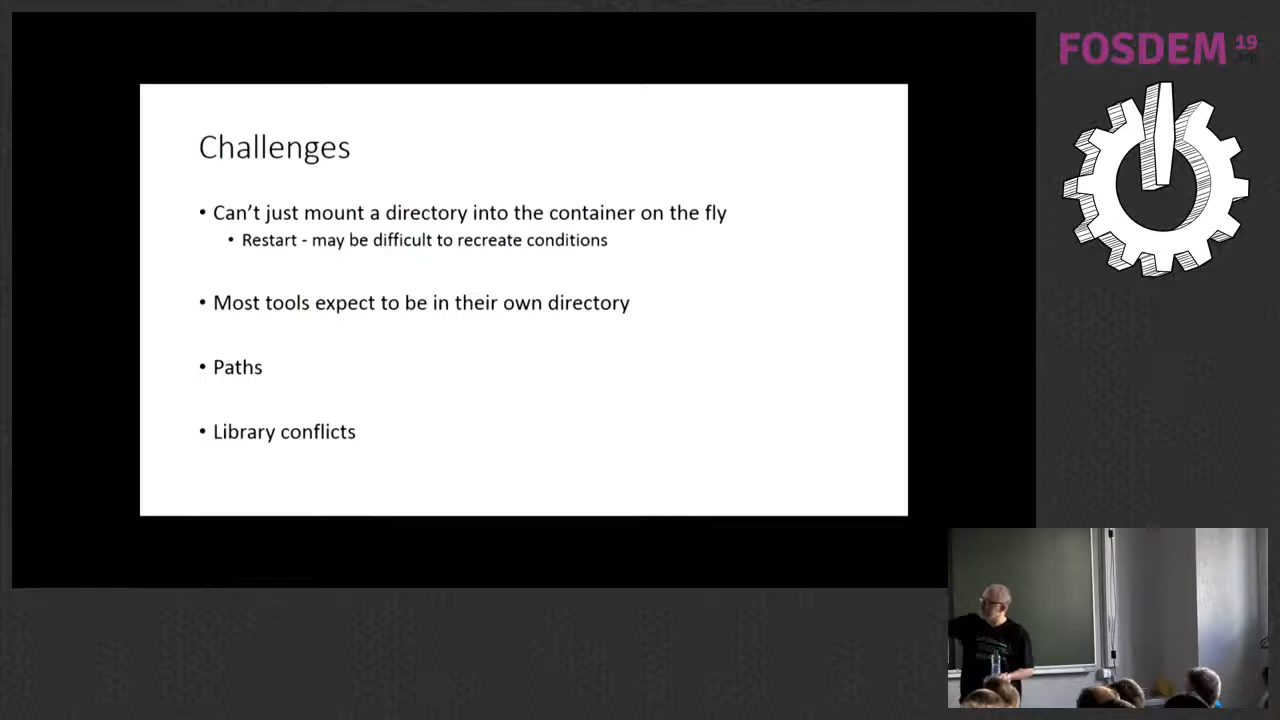 FOSDEM 19
.org
Challenges
• Can’t just mount a directory into the container on the fly
• Restart - may be difficult to recreate conditions
• Most tools expect to be in their own directory
• Paths
• Library conflicts